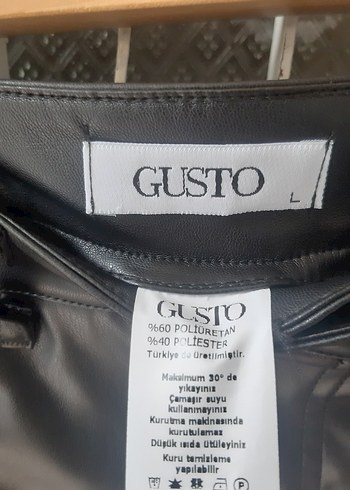 GUSTO
L
GUSTO
%60 POLİÜRETAN
%40 POLİESTER
Türkiye de üretilmiştir.
Maksimum 30° de
yıkayınız
Çamaşır suyu
kullanmayınız
Kurutma makinasında
kurutulamaz
Düşük ısıda ütüleyiniz
Kuru temizleme
yapılabilir
P